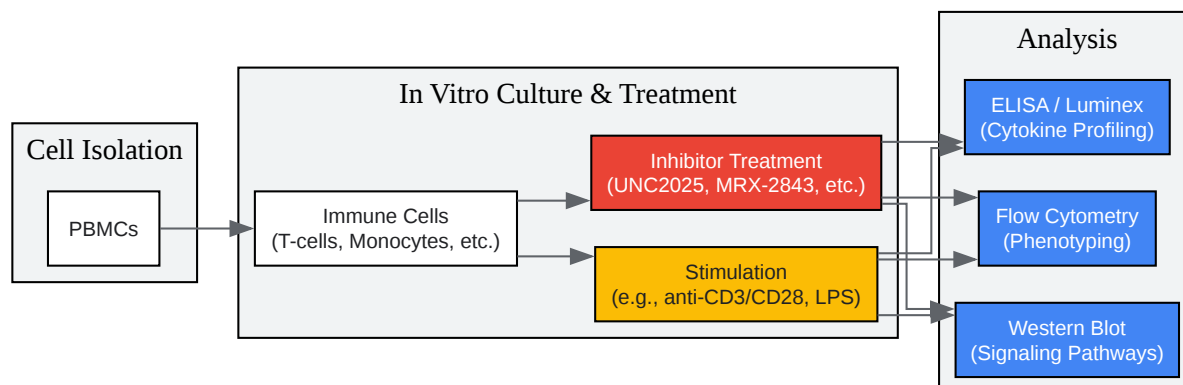 Cell Isolation
PBMCs
In Vitro Culture & Treatment
Immune Cells
(T-cells, Monocytes, etc.)
Inhibitor Treatment
(UNC2025, MRX-2843, etc.)
Stimulation
(e.g., anti-CD3/CD28, LPS)
Analysis
ELISA / Luminex
(Cytokine Profiling)
Flow Cytometry
(Phenotyping)
Western Blot
(Signaling Pathways)